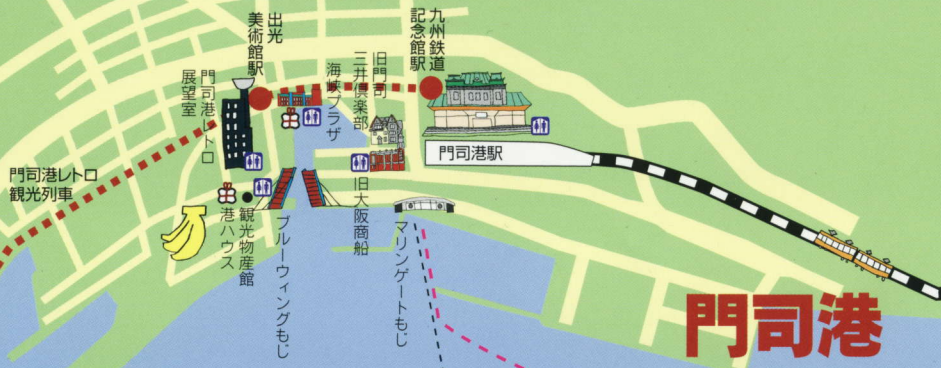 出光
美術館駅
九州鉄道
記念館駅
門司港レトロ
展望室
海峡プラザ
旧門司
三井倶楽部
門司港駅
門司港レトロ
観光列車
観光物産館
港ハウス
ブルーウィングもじ
旧大阪商船
マリンゲートもじ
門司港